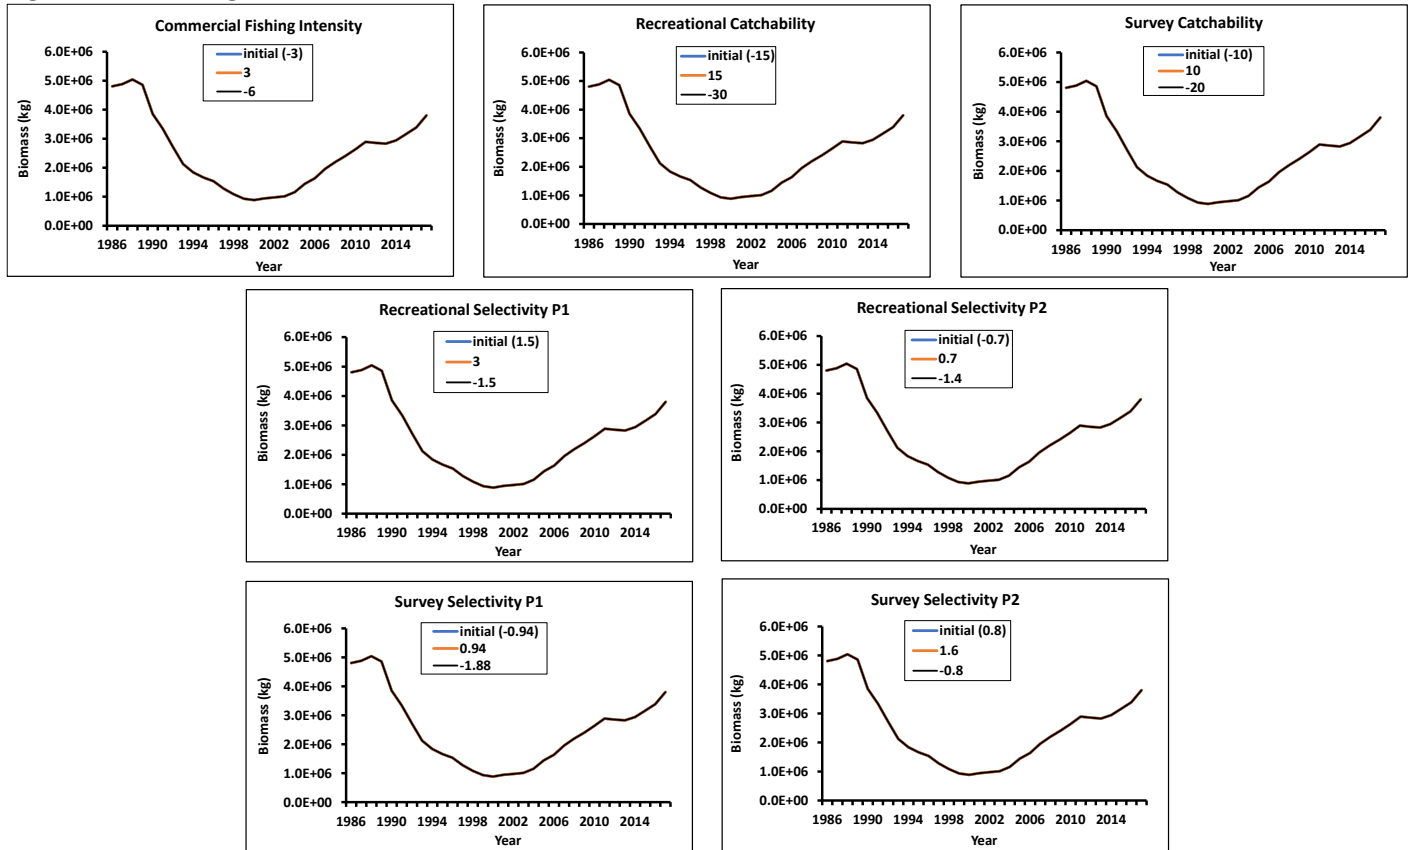 Commercial Fishing Intensity
initial (-3)
3
-6
6.0E+06
5.0E+06
4.0E+06
3.0E+06
2.0E+06
1.0E+06
0.0E+00
Biomass (kg)
1986 1990 1994 1998 2002 2006 2010 2014
Year
Recreational Catchability
initial (-15)
15
-30
6.0E+06
5.0E+06
4.0E+06
3.0E+06
2.0E+06
1.0E+06
0.0E+00
Biomass (kg)
1986 1990 1994 1998 2002 2006 2010 2014
Year
Survey Catchability
initial (-10)
10
-20
6.0E+06
5.0E+06
4.0E+06
3.0E+06
2.0E+06
1.0E+06
0.0E+00
Biomass (kg)
1986 1990 1994 1998 2002 2006 2010 2014
Year
Recreational Selectivity P1
initial (1.5)
3
-1.5
6.0E+06
5.0E+06
4.0E+06
3.0E+06
2.0E+06
1.0E+06
0.0E+00
Biomass (kg)
1986 1990 1994 1998 2002 2006 2010 2014
Year
Recreational Selectivity P2
initial (-0.7)
0.7
-1.4
6.0E+06
5.0E+06
4.0E+06
3.0E+06
2.0E+06
1.0E+06
0.0E+00
Biomass (kg)
1986 1990 1994 1998 2002 2006 2010 2014
Year
Survey Selectivity P1
initial (-0.94)
0.94
-1.88
6.0E+06
5.0E+06
4.0E+06
3.0E+06
2.0E+06
1.0E+06
0.0E+00
Biomass (kg)
1986 1990 1994 1998 2002 2006 2010 2014
Year
Survey Selectivity P2
initial (0.8)
1.6
-0.8
6.0E+06
5.0E+06
4.0E+06
3.0E+06
2.0E+06
1.0E+06
0.0E+00
Biomass (kg)
1986 1990 1994 1998 2002 2006 2010 2014
Year